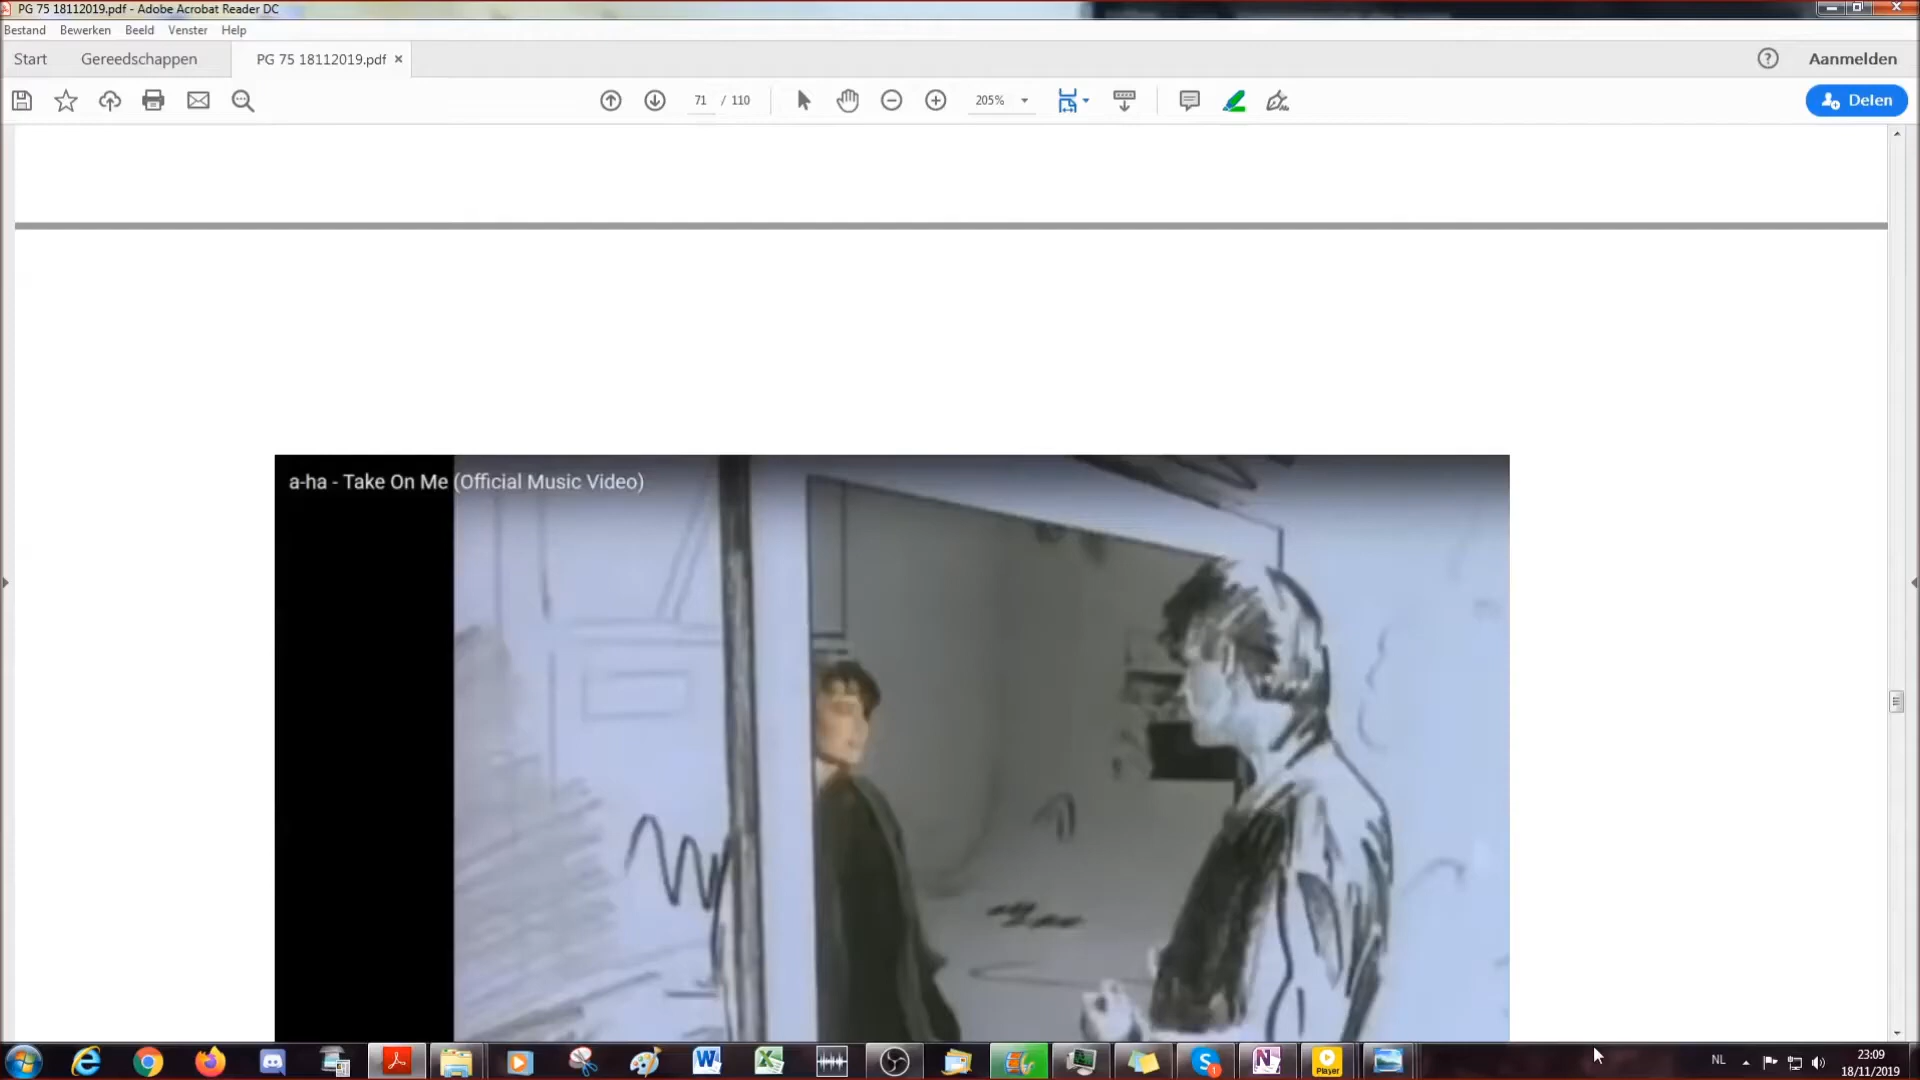 PG 75 18112019.pdf - Adobe Acrobat Reader DC
Bestand Bewerken Beeld Venster Help
Start Gereedschappen PG 75 18112019.pdf × Aanmelden
71 / 110 205% Delen
a-ha - Take On Me (Official Music Video)
NL 23:09
18/11/2019